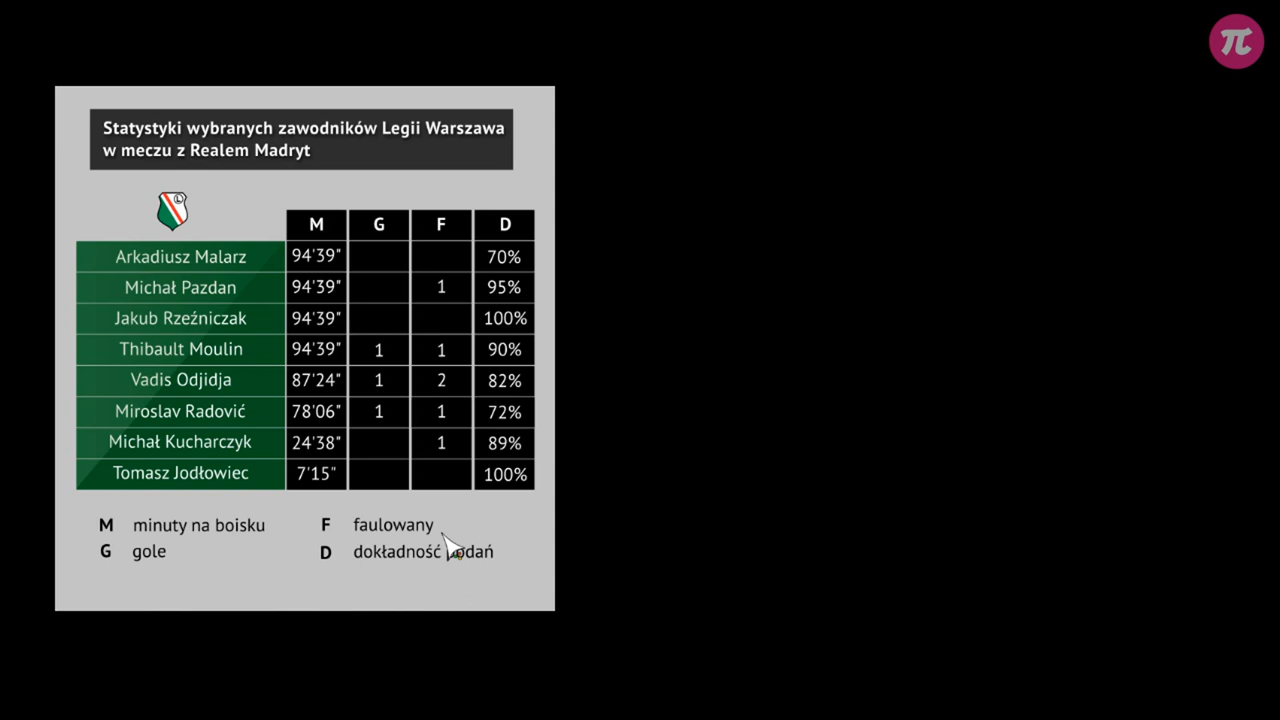 π
Statystyki wybranych zawodników Legii Warszawa
w meczu z Realem Madryt
L
M G F D
Arkadiusz Malarz 94'39" 70%
Michał Pazdan 94'39" 1 95%
Jakub Rzeźniczak 94'39" 100%
Thibault Moulin 94'39" 1 1 90%
Vadis Odjidja 87'24" 1 2 82%
Miroslav Radović 78'06" 1 1 72%
Michał Kucharczyk 24'38" 1 89%
Tomasz Jodłowiec 7'15" 100%
M minuty na boisku F faulowany
G gole D dokładność podań